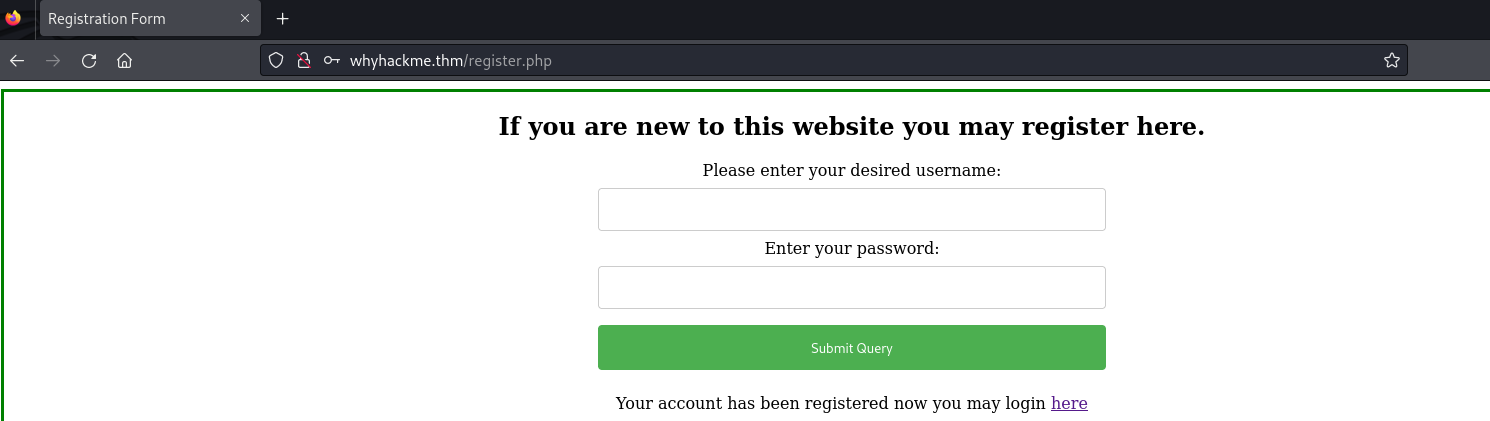 Registration Form
whyhackme.thm/register.php
If you are new to this website you may register here.
Please enter your desired username:
Enter your password:
Submit Query
Your account has been registered now you may login here